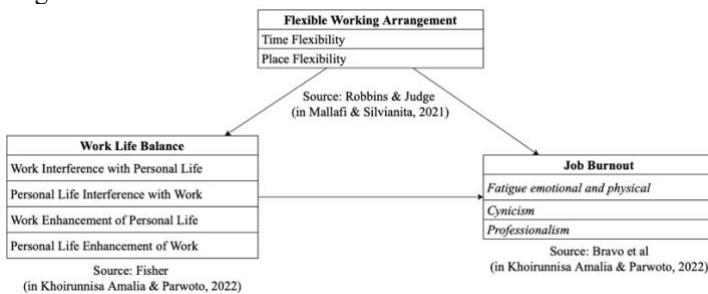 Flexible Working Arrangement
Time Flexibility
Place Flexibility
Source: Robbins & Judge
(in Mallafi & Silvianita, 2021)
Work Life Balance
Work Interference with Personal Life
Personal Life Interference with Work
Work Enhancement of Personal Life
Personal Life Enhancement of Work
Source: Fisher
(in Khoirunnisa Amalia & Parwoto, 2022)
Job Burnout
Fatigue emotional and physical
Cynicism
Professionalism
Source: Bravo et al
(in Khoirunnisa Amalia & Parwoto, 2022)